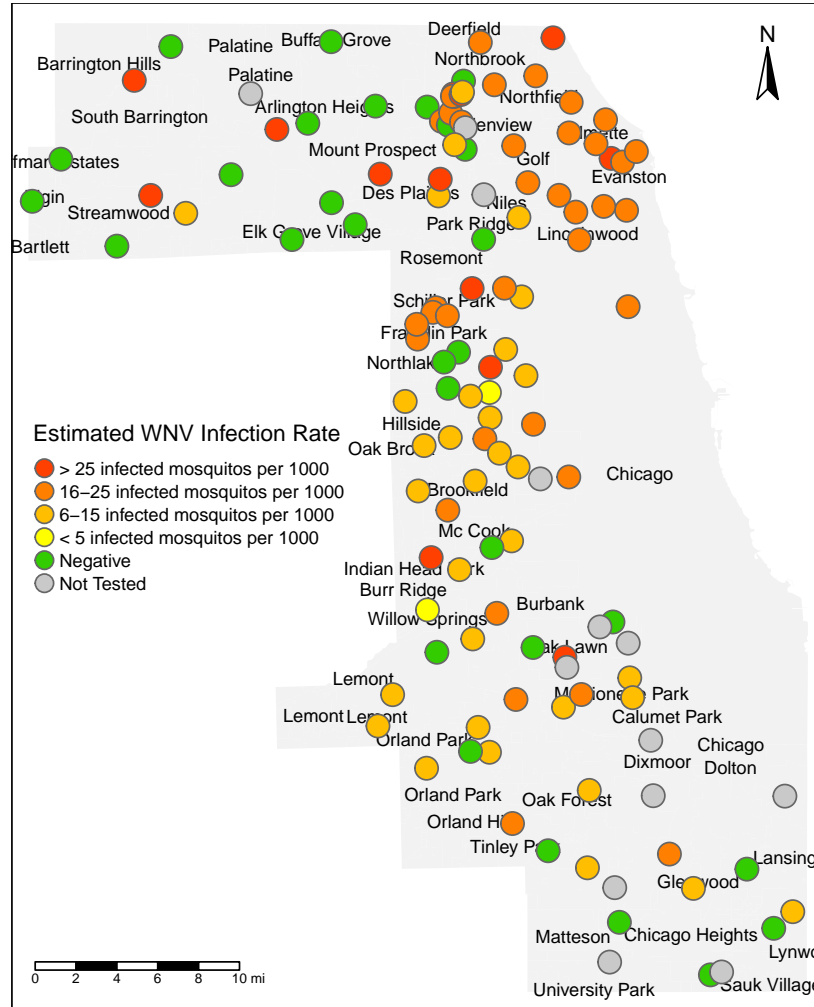 Deerfield
N
Palatine
Buffalo Grove
Northbrook
Barrington Hills
Palatine
Northfield
Arlington Heights
South Barrington
Mount Prospect
Golf
Evanston
Des Plaines
Niles
Streamwood
Park Ridge
Elk Grove Village
Bartlett
Rosemont
Schiller Park
Franklin Park
Northlake
Hillside
Estimated WNV Infection Rate
Oak Brook
> 25 infected mosquitos per 1000
Chicago
16–25 infected mosquitos per 1000
Brookfield
6–15 infected mosquitos per 1000
Mc Cook
< 5 infected mosquitos per 1000
Negative
Indian Head Park
Not Tested
Burr Ridge
Burbank
Willow Springs
Lawn
Lemont
Park
Lemont
Lemont
Calumet Park
Orland Park
Chicago
Dixmoor
Dolton
Orland Park
Oak Forest
Orland
Tinley Park
Lansing
Glenwood
Matteson
Chicago Heights
University Park
Sauk Village
0 2 4 6 8 10 mi